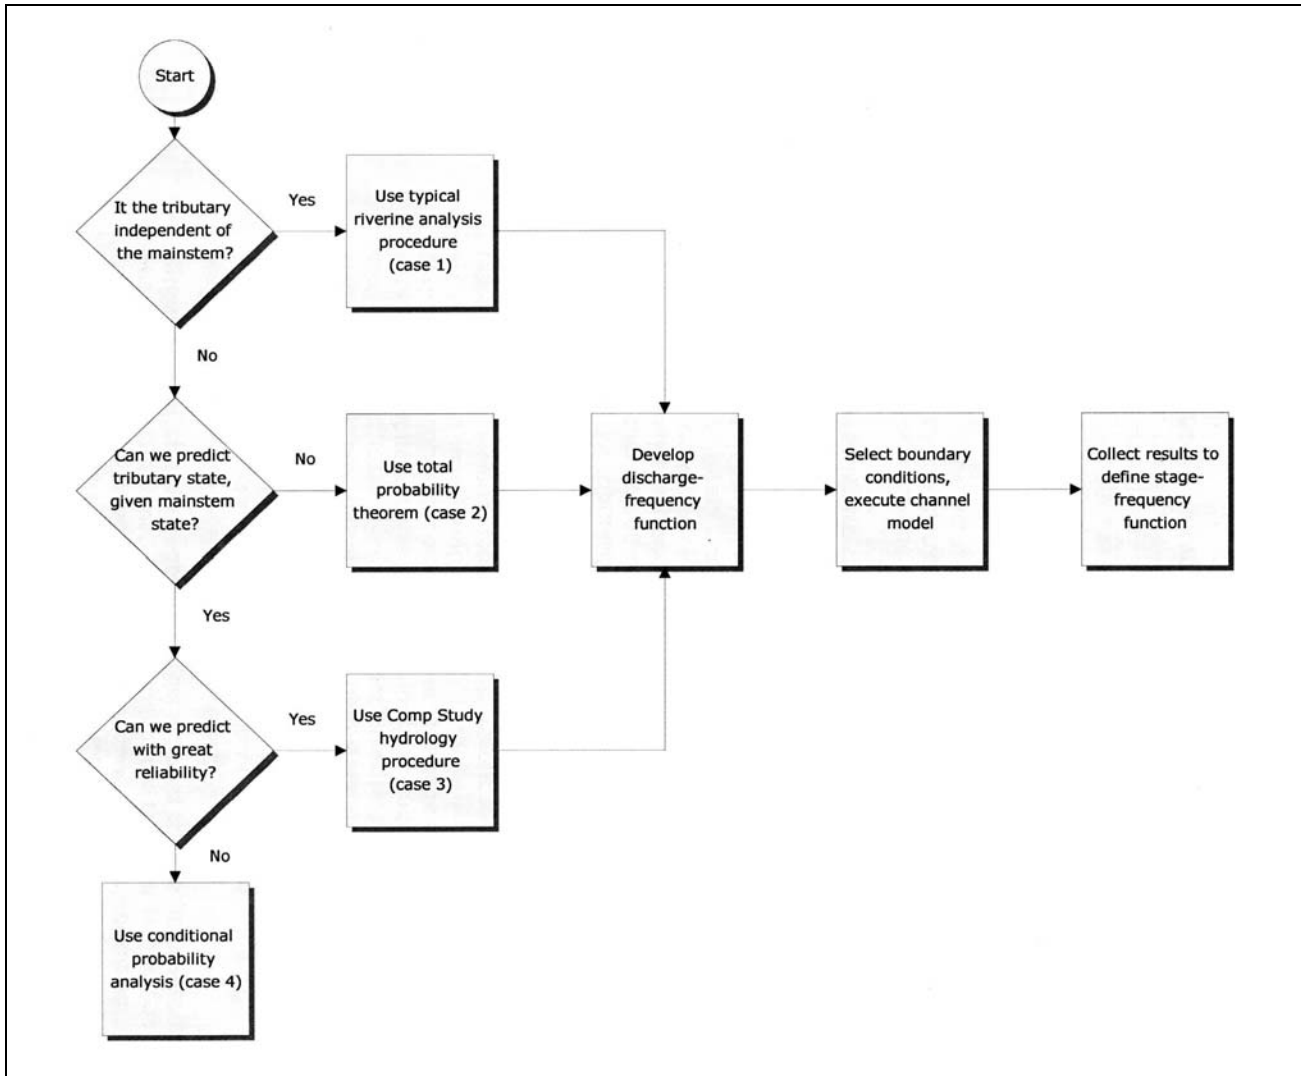 Start
It the tributary
independent of
the mainstem?
Yes
Use typical
riverine analysis
procedure
(case 1)
No
Can we predict
tributary state,
given mainstem
state?
No
Use total
probability
theorem (case 2)
Develop
discharge-
frequency
function
Select boundary
conditions,
execute channel
model
Collect results to
define stage-
frequency
function
Yes
Can we predict
with great
reliability?
Yes
Use Comp Study
hydrology
procedure
(case 3)
No
Use conditional
probability
analysis (case 4)